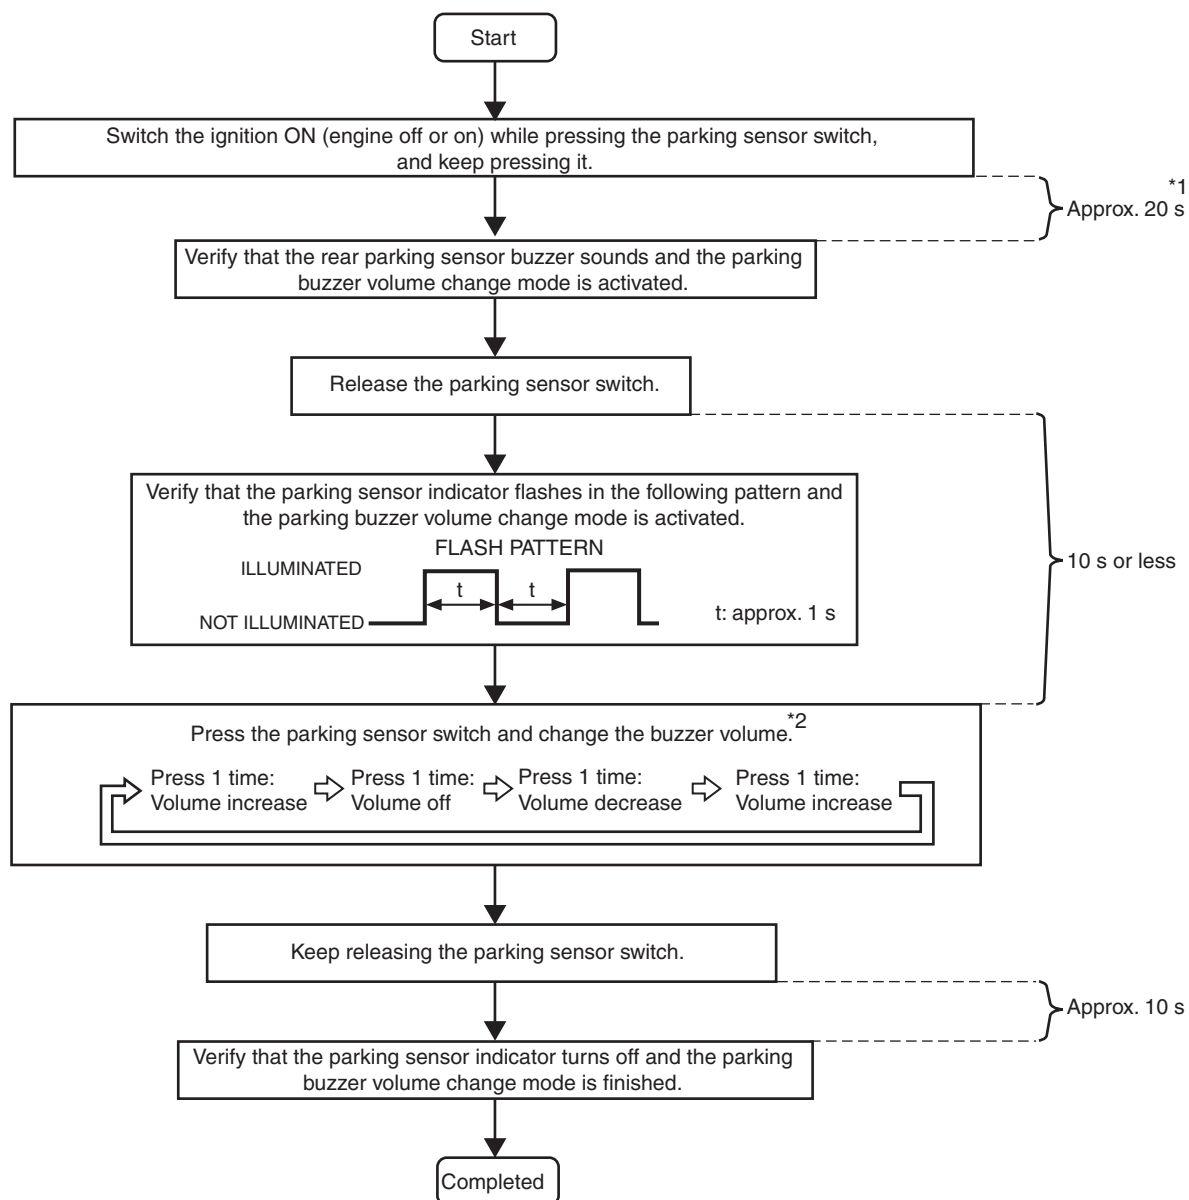 Start
Switch the ignition ON (engine off or on) while pressing the parking sensor switch,
and keep pressing it.
*1
Approx. 20 s
Verify that the rear parking sensor buzzer sounds and the parking
buzzer volume change mode is activated.
Release the parking sensor switch.
Verify that the parking sensor indicator flashes in the following pattern and
the parking buzzer volume change mode is activated.
FLASH PATTERN
ILLUMINATED
t
t
NOT ILLUMINATED
t: approx. 1 s
10 s or less
Press the parking sensor switch and change the buzzer volume.*2
Press 1 time:
Volume increase
Press 1 time:
Volume off
Press 1 time:
Volume decrease
Press 1 time:
Volume increase
Keep releasing the parking sensor switch.
Approx. 10 s
Verify that the parking sensor indicator turns off and the parking
buzzer volume change mode is finished.
Completed